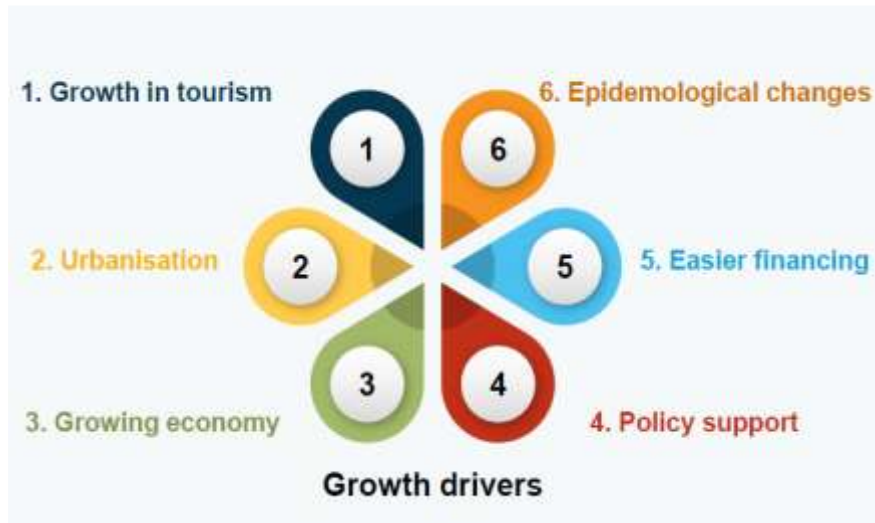 1. Growth in tourism
6. Epidemological changes
1
6
2. Urbanisation
2
5
5. Easier financing
3
4
3. Growing economy
4. Policy support
Growth drivers